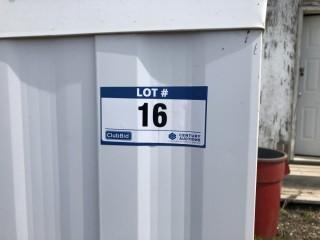 LOT #
16
ClubBid
CENTURY AUCTIONS